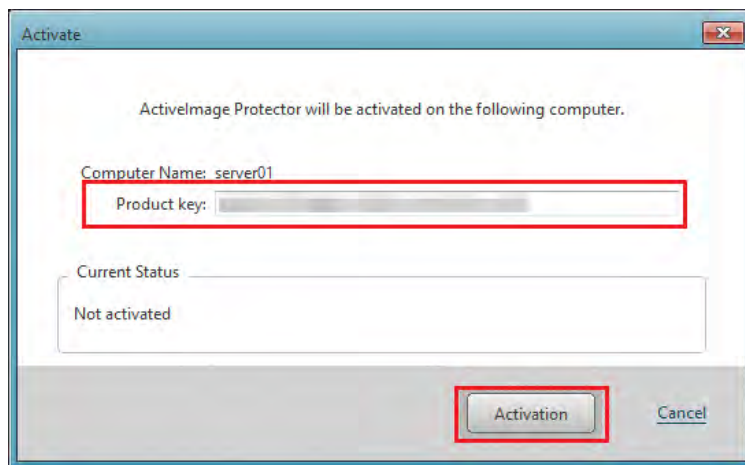 Activate
ActiveImage Protector will be activated on the following computer.
Computer Name: server01
Product key:
Current Status
Not activated
Activation
Cancel